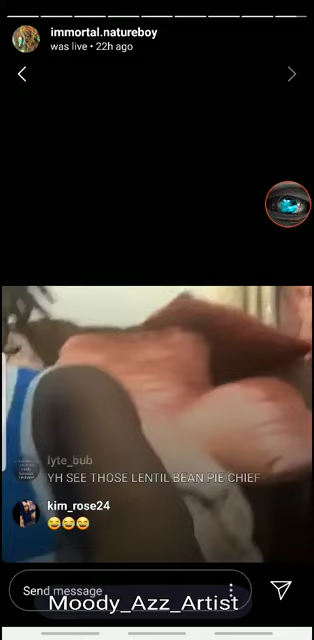 immortal.natureboy
was live • 22h ago
lyte_bub
YH SEE THOSE LENTIL BEAN PIE CHIEF
kim_rose24
😂😂😂
Send message
Moody_Azz_Artist